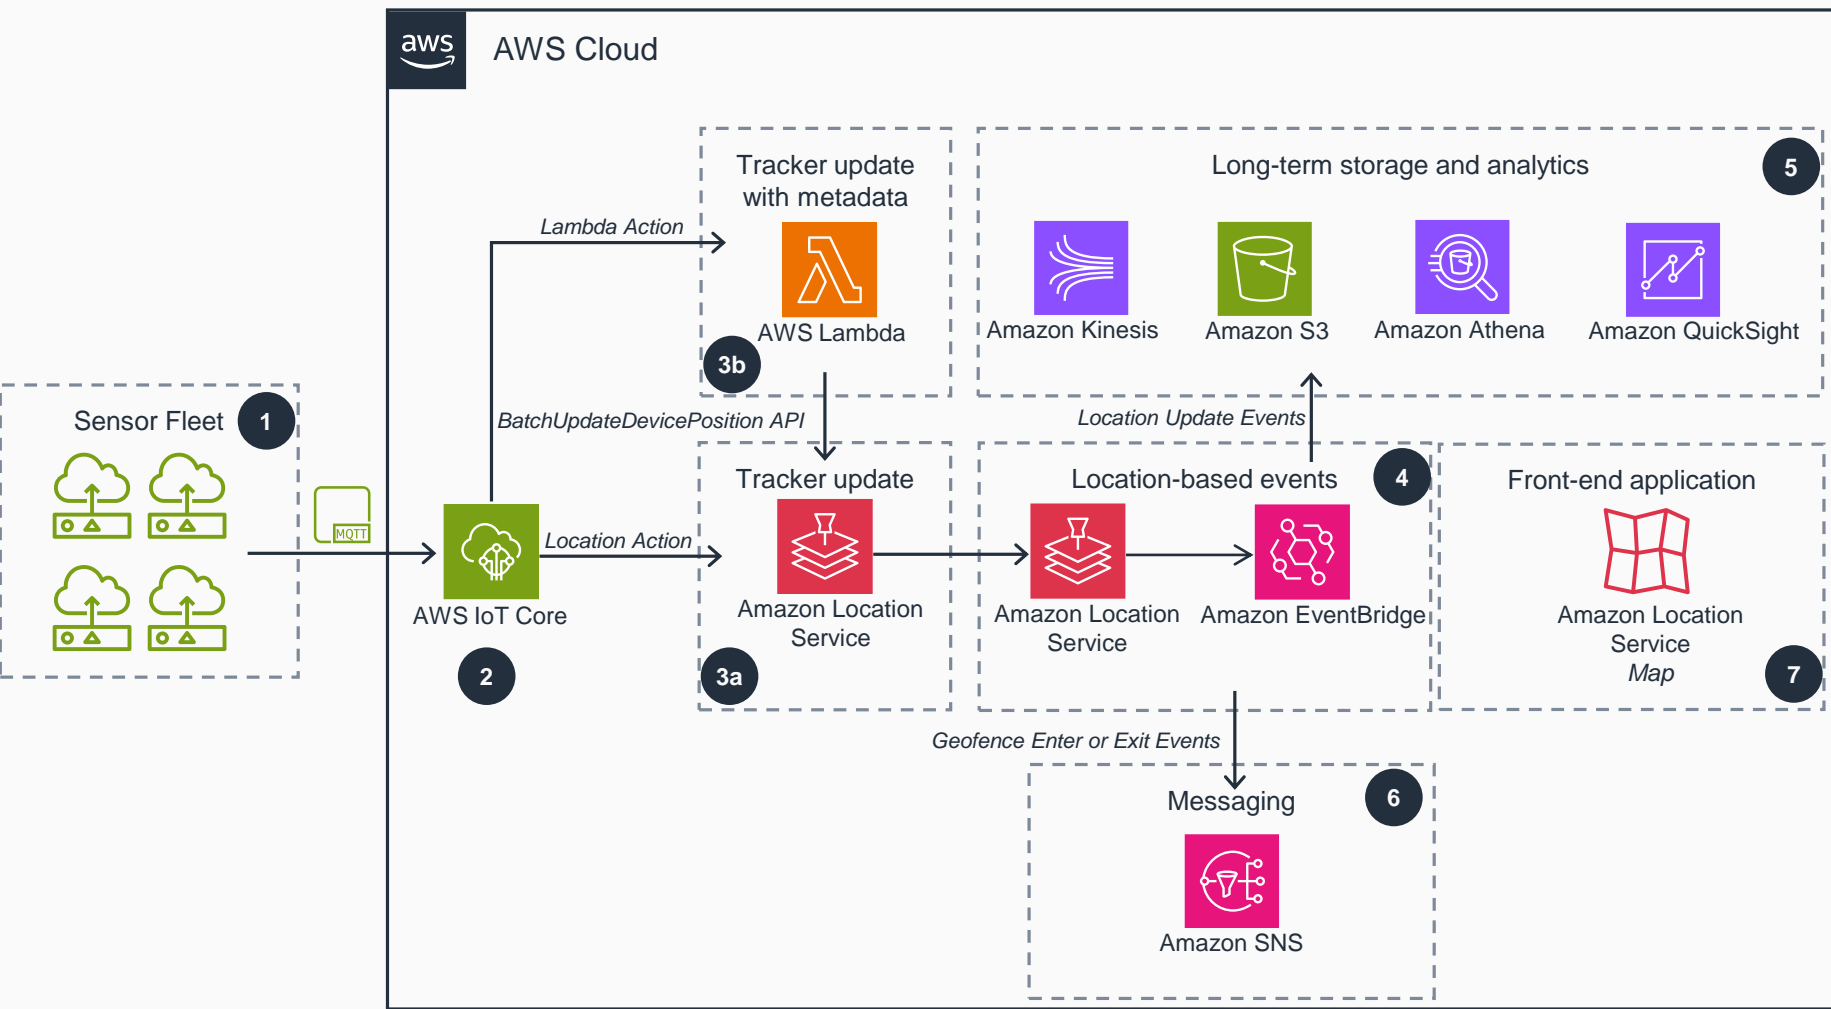 aws
AWS Cloud
Tracker update
with metadata
Lambda Action
AWS Lambda
3b
Long-term storage and analytics
5
Amazon Kinesis
Amazon S3
Amazon Athena
Amazon QuickSight
Sensor Fleet
1
MQTT
BatchUpdateDevicePosition API
Location Update Events
AWS IoT Core
2
Location Action
Tracker update
Amazon Location
Service
3a
Location-based events
4
Amazon Location
Service
Amazon EventBridge
Front-end application
Amazon Location
Service
Map
7
Geofence Enter or Exit Events
Messaging
6
Amazon SNS